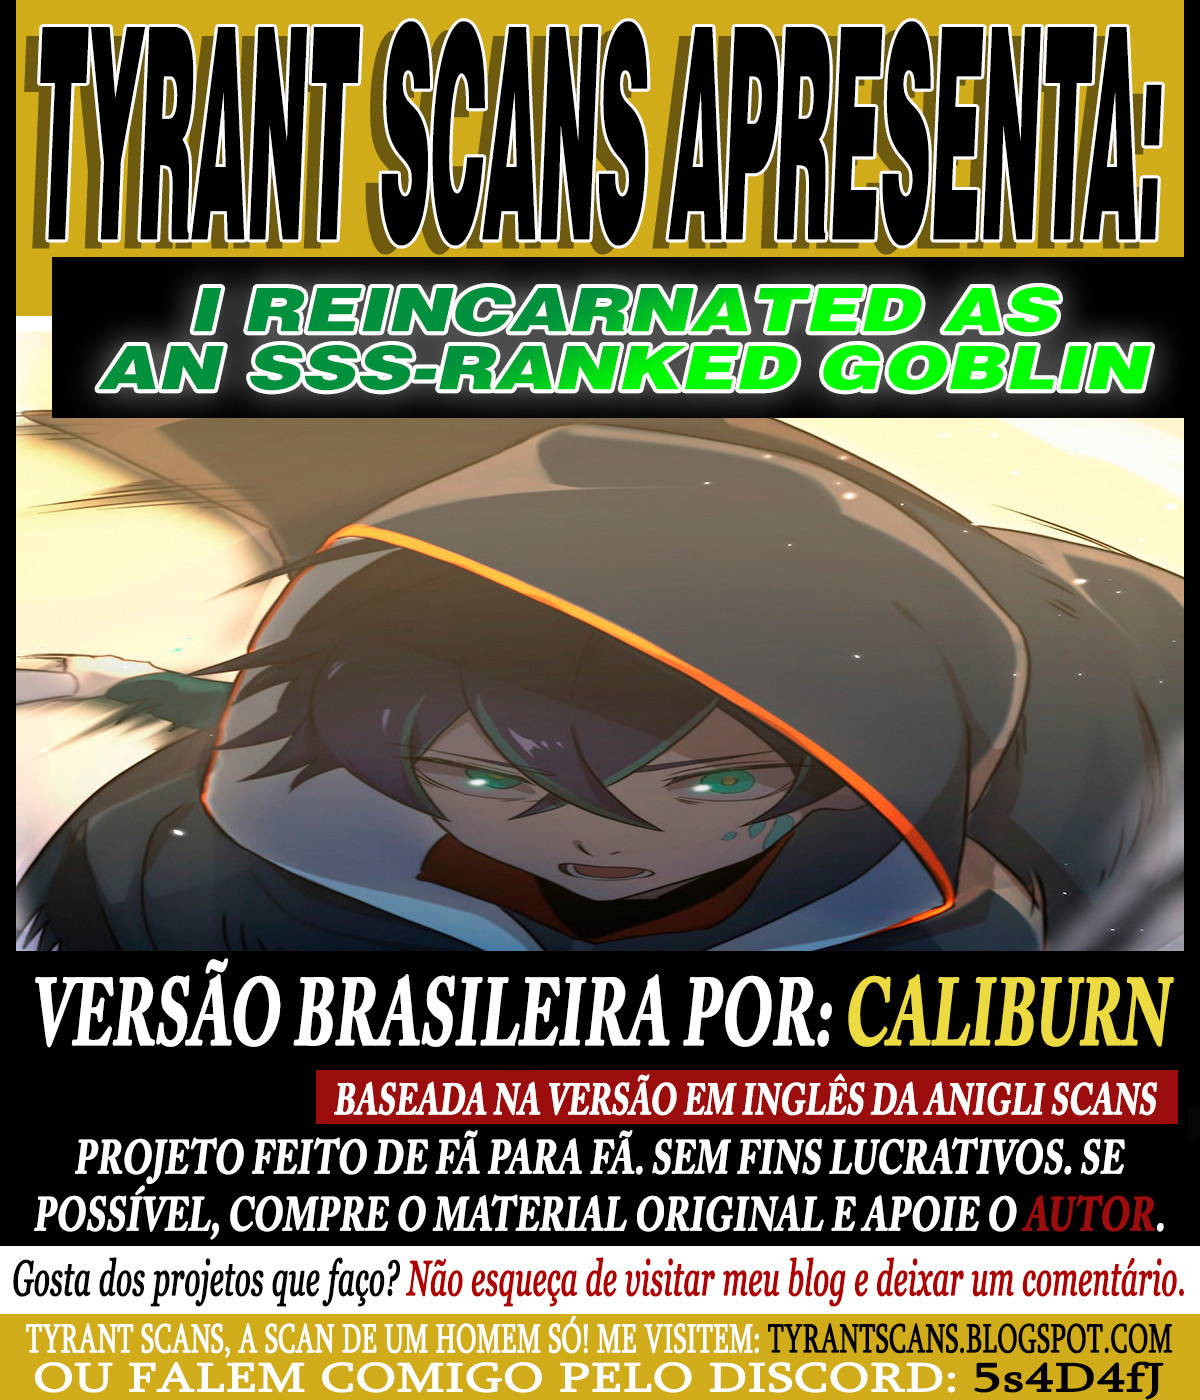 TYRANT SCANS APRESENTA:
I REINCARNATED AS
AN SSS-RANKED GOBLIN
VERSÃO BRASILEIRA POR: CALIBURN
BASEADA NA VERSÃO EM INGLÊS DA ANIGLI SCANS
PROJETO FEITO DE FÃ PARA FÃ. SEM FINS LUCRATIVOS. SE
POSSÍVEL, COMPRE O MATERIAL ORIGINAL E APOIE O AUTOR.
Gosta dos projetos que faço? Não esqueça de visitar meu blog e deixar um comentário.
TYRANT SCANS, A SCAN DE UM HOMEM SÓ! ME VISITEM: TYRANTSCANS.BLOGSPOT.COM
OU FALEM COMIGO PELO DISCORD: 5s4D4fJ